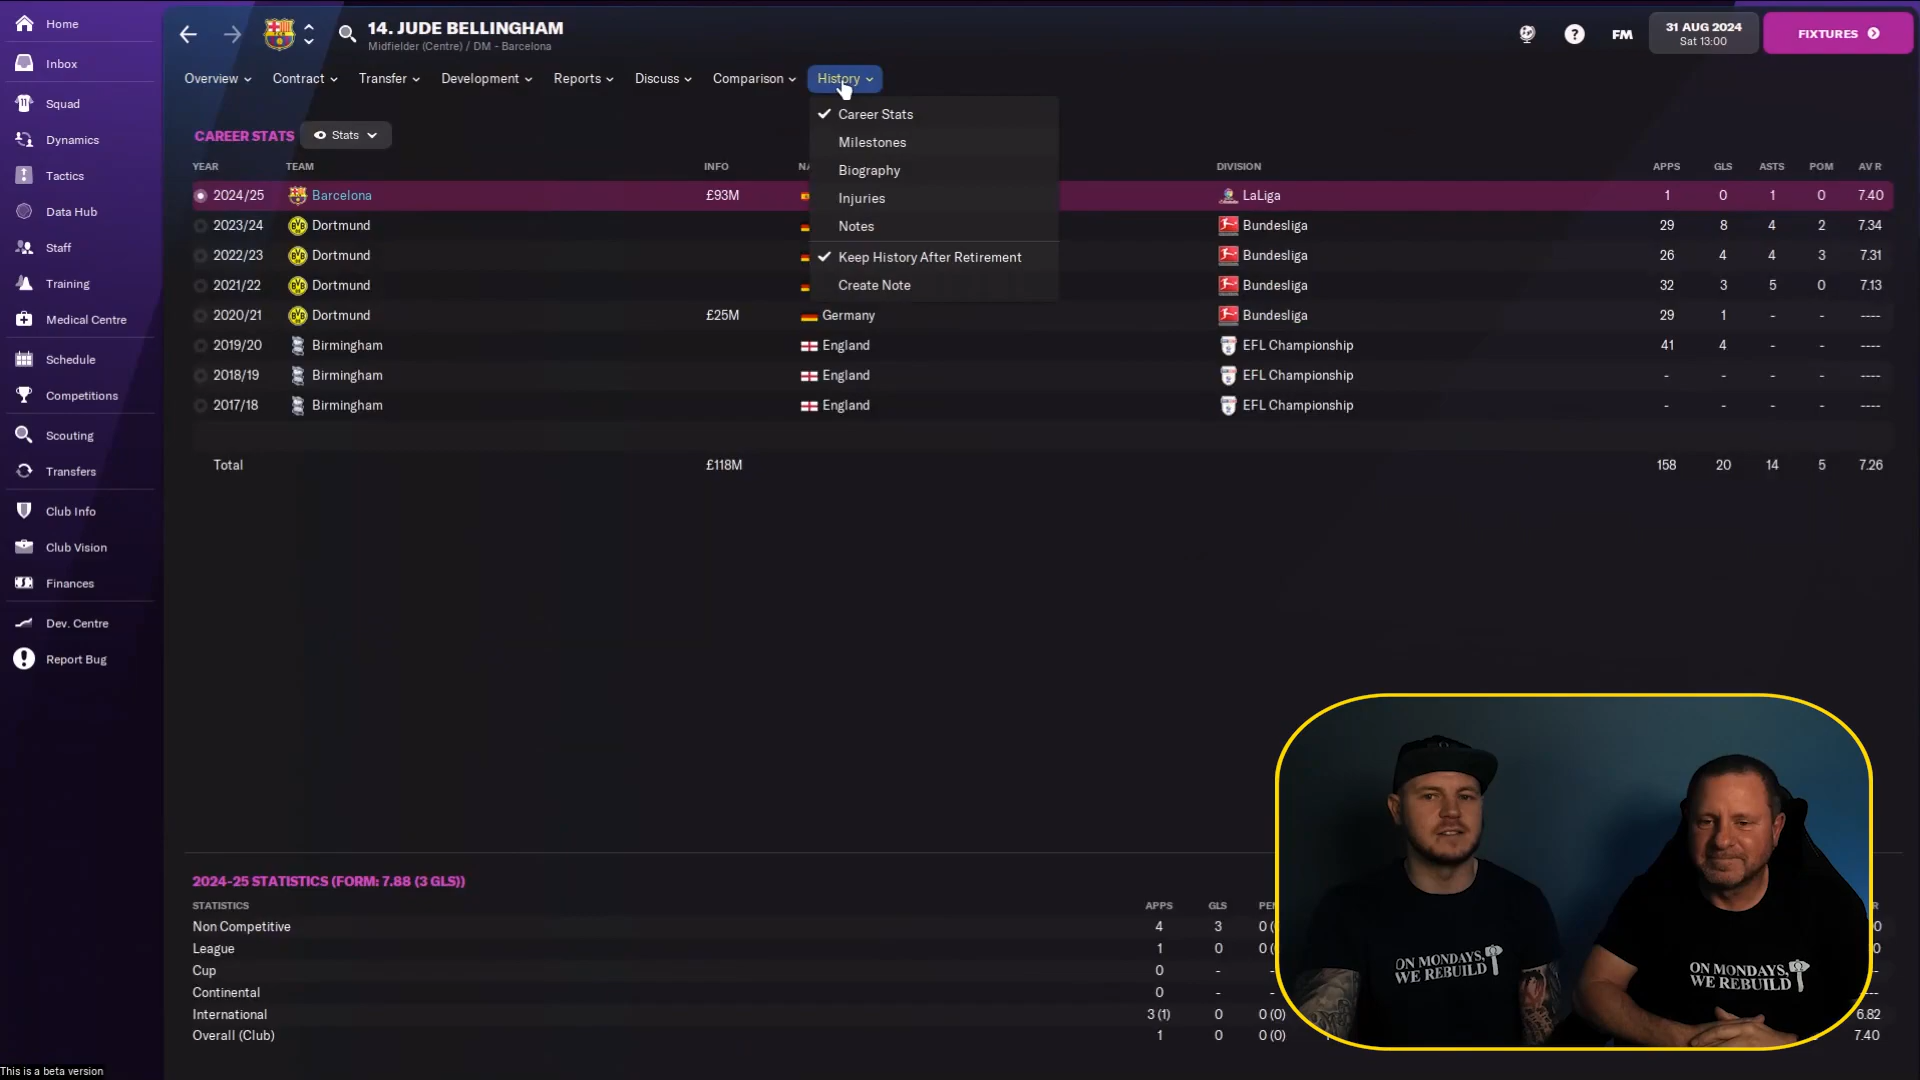 Home
Inbox
Squad
Dynamics
Tactics
Data Hub
Staff
Training
Medical Centre
Schedule
Competitions
Scouting
Transfers
Club Info
Club Vision
Finances
Dev. Centre
Report Bug
This is a beta version
14. JUDE BELLINGHAM
Midfielder (Centre) / DM - Barcelona
FM
31 AUG 2024
Sat 13:00
FIXTURES
Overview Contract Transfer Development Reports Discuss Comparison History
Career Stats
Milestones
Biography
Injuries
Notes
Keep History After Retirement
Create Note
CAREER STATS Stats
YEAR TEAM INFO DIVISION APPS GLS ASTS POM AV R
2024/25 Barcelona £93M LaLiga 1 0 1 0 7.40
2023/24 Dortmund Bundesliga 29 8 4 2 7.34
2022/23 Dortmund Bundesliga 26 4 4 3 7.31
2021/22 Dortmund Bundesliga 32 3 5 0 7.13
2020/21 Dortmund £25M Germany Bundesliga 29 1 - - ----
2019/20 Birmingham England EFL Championship 41 4 - - ----
2018/19 Birmingham England EFL Championship - - - - ----
2017/18 Birmingham England EFL Championship - - - - ----
Total £118M 158 20 14 5 7.26
2024-25 STATISTICS (FORM: 7.88 (3 GLS))
STATISTICS APPS GLS
Non Competitive 4 3
League 1 0
Cup 0 -
Continental 0 -
International 3 (1) 0 0 (0) 6.82
Overall (Club) 1 0 0 (0) 7.40
ON MONDAYS,
WE REBUILD
ON MONDAYS,
WE REBUILD